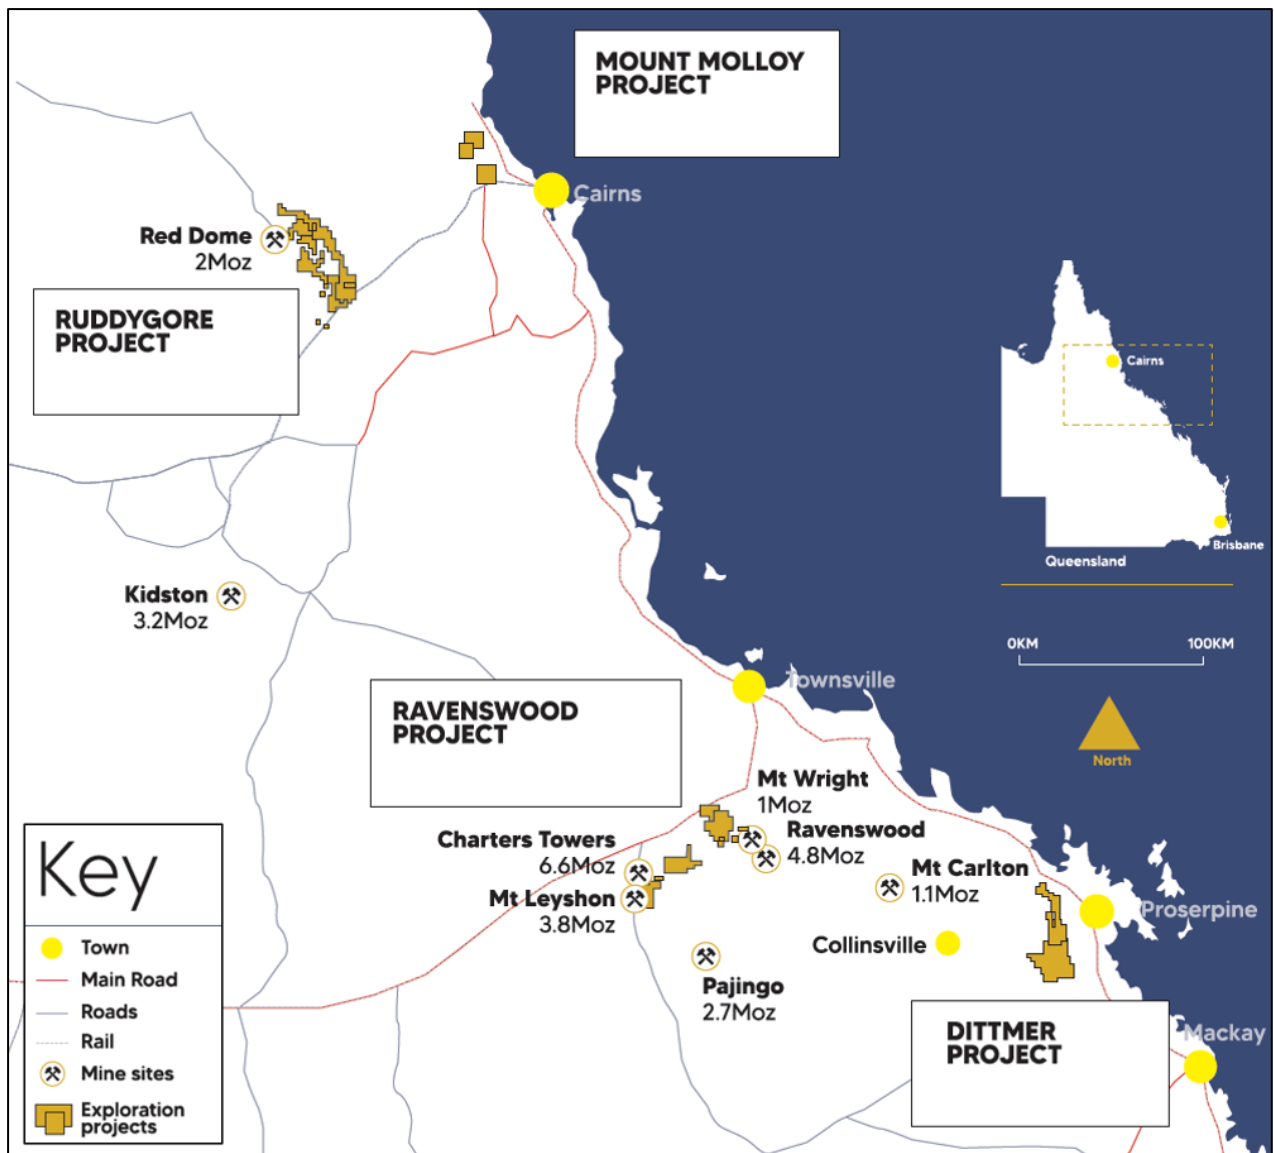 MOUNT MOLLOY
PROJECT
Cairns
Red Dome
2Moz
RUDDYGORE
PROJECT
Cairns
Brisbane
Queensland
Kidston
3.2Moz
0KM 100KM
Townsville
RAVENSWOOD
PROJECT
North
Mt Wright
1Moz
Charters Towers
6.6Moz
Ravenswood
4.8Moz
Mt Carlton
1.1Moz
Mt Leyshon
3.8Moz
Proserpine
Collinsville
Pajingo
2.7Moz
DITTMER
PROJECT
Mackay
Key
Town
Main Road
Roads
Rail
Mine sites
Exploration
projects